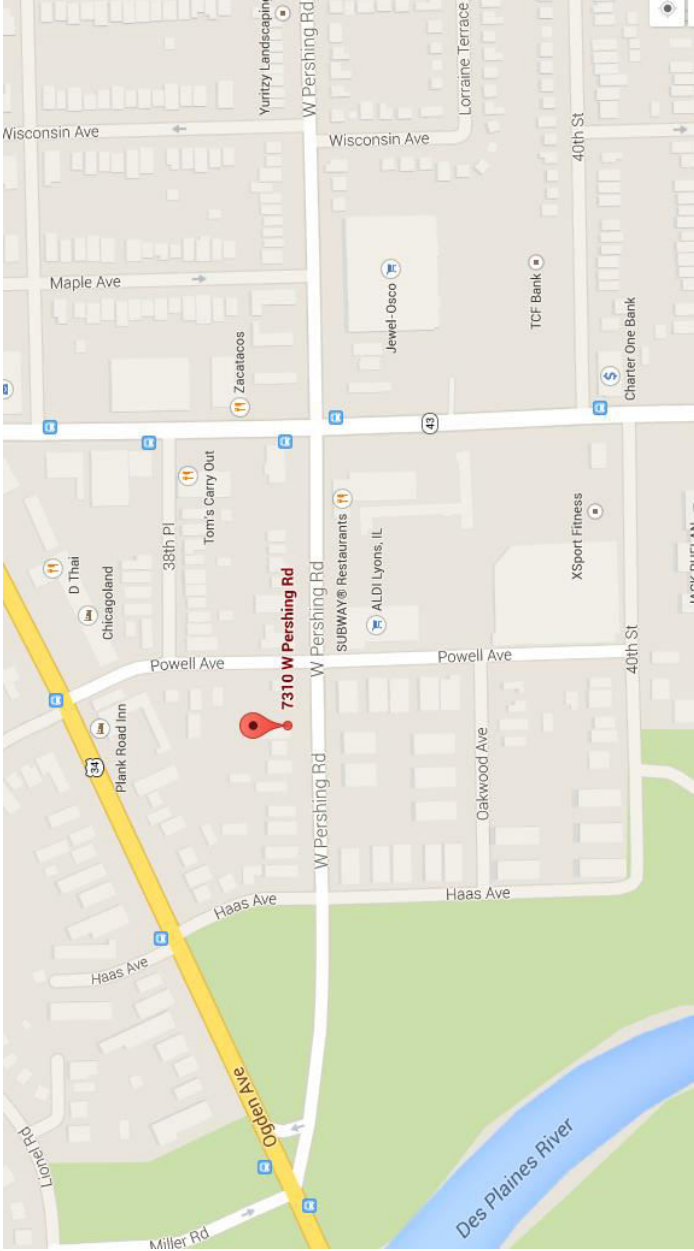 Yuritzy Landscaping
W Pershing Rd
Lorraine Terrace
Wisconsin Ave
Wisconsin Ave
40th St
Maple Ave
Jewel-Osco
TCF Bank
Zacatacos
Charter One Bank
$
43
Tom's Carry Out
38th Pl
D Thai
Chicagoland
SUBWAY® Restaurants
ALDI Lyons, IL
XSport Fitness
7310 W Pershing Rd
W Pershing Rd
Powell Ave
Powell Ave
40th St
Plank Road Inn
34
W Pershing Rd
Oakwood Ave
Haas Ave
Haas Ave
Haas Ave
Ogden Ave
Lionel Rd
Des Plaines River
Miller Rd